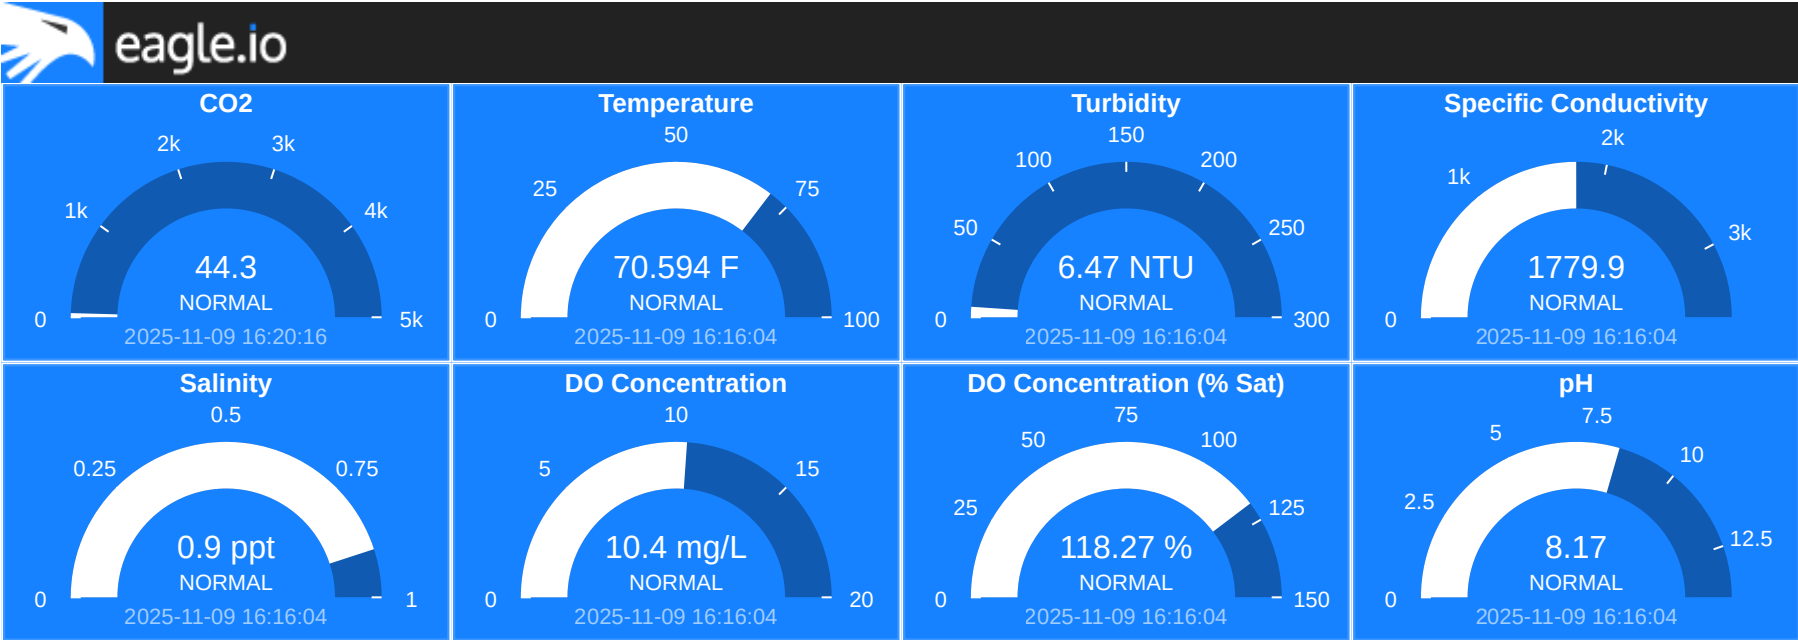 eagle.io
CO2
2k 3k
1k 4k
44.3
NORMAL
0 5k
2025-11-09 16:20:16
Temperature
50
25 75
70.594 F
NORMAL
0 100
2025-11-09 16:16:04
Turbidity
150
100 200
50 250
6.47 NTU
NORMAL
0 300
2025-11-09 16:16:04
Specific Conductivity
2k
1k
3k
1779.9
NORMAL
0
2025-11-09 16:16:04
Salinity
0.5
0.25 0.75
0.9 ppt
NORMAL
0 1
2025-11-09 16:16:04
DO Concentration
10
5 15
10.4 mg/L
NORMAL
0 20
2025-11-09 16:16:04
DO Concentration (% Sat)
75
50 100
25 125
118.27 %
NORMAL
0 150
2025-11-09 16:16:04
pH
7.5
5
10
2.5
12.5
8.17
NORMAL
0
2025-11-09 16:16:04